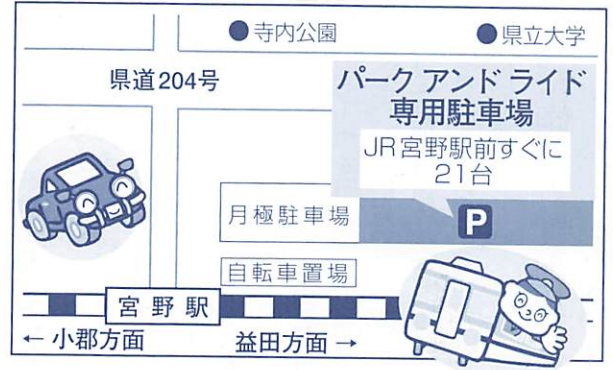 ●寺内公園
●県立大学
県道204号
パーク アンド ライド
専用駐車場
JR宮野駅前すぐに
21台
月極駐車場
P
自転車置場
宮野駅
← 小郡方面
益田方面 →